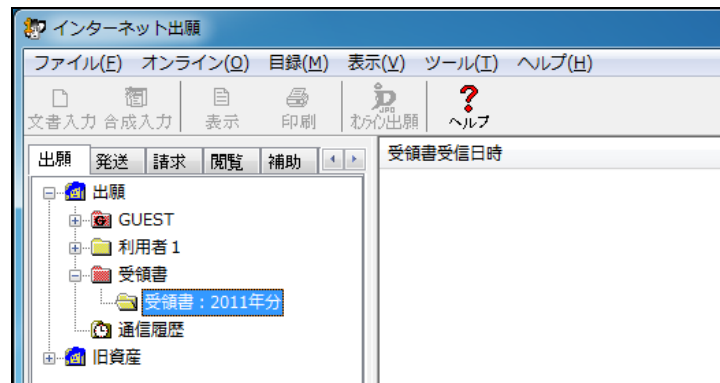 インターネット出願
ファイル(F) オンライン(O) 目録(M) 表示(V) ツール(T) ヘルプ(H)
文書入力 合成入力 表示 印刷 オンライン出願 ヘルプ
JPO
出願 発送 請求 閲覧 補助
受領書受信日時
出願
G GUEST
利用者1
受領書
受領書:2011年分
通信履歴
旧資産